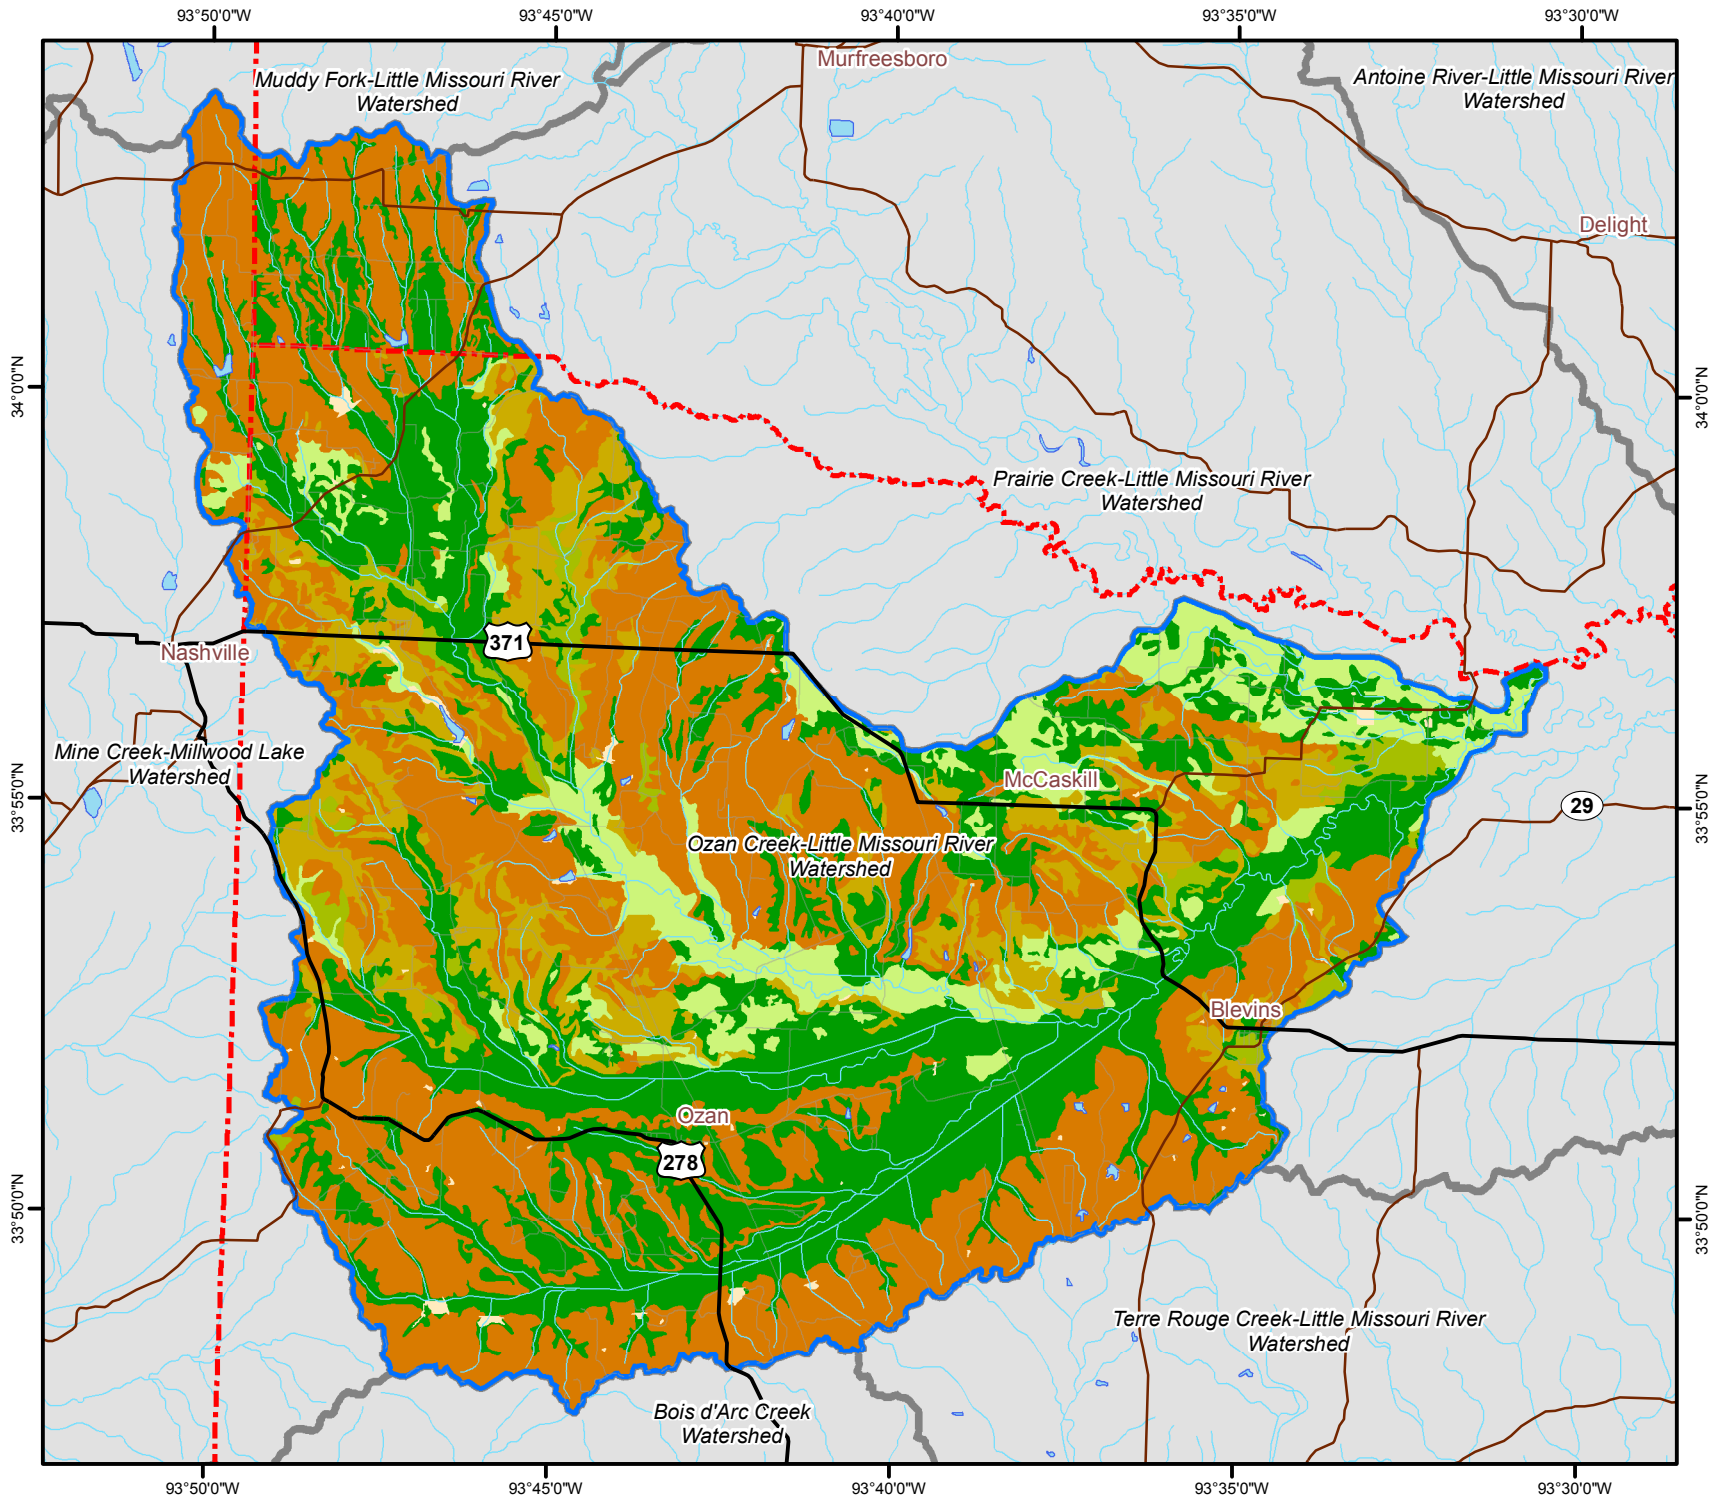 93°50'0"W
93°45'0"W
93°40'0"W
93°35'0"W
93°30'0"W
Murfreesboro
Muddy Fork-Little Missouri River
Watershed
Antoine River-Little Missouri River
Watershed
Delight
34°0'0"N
34°0'0"N
Prairie Creek-Little Missouri River
Watershed
371
Nashville
Mine Creek-Millwood Lake
Watershed
McCaskill
33°55'0"N
33°55'0"N
29
Ozan Creek-Little Missouri River
Watershed
Blevins
Ozan
278
33°50'0"N
33°50'0"N
Terre Rouge Creek-Little Missouri River
Watershed
Bois d'Arc Creek
Watershed
93°50'0"W
93°45'0"W
93°40'0"W
93°35'0"W
93°30'0"W